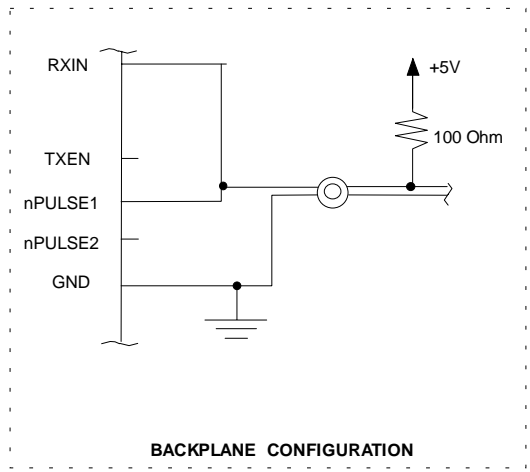 RXIN
+5V
100 Ohm
TXEN
nPULSE1
nPULSE2
GND
BACKPLANE CONFIGURATION